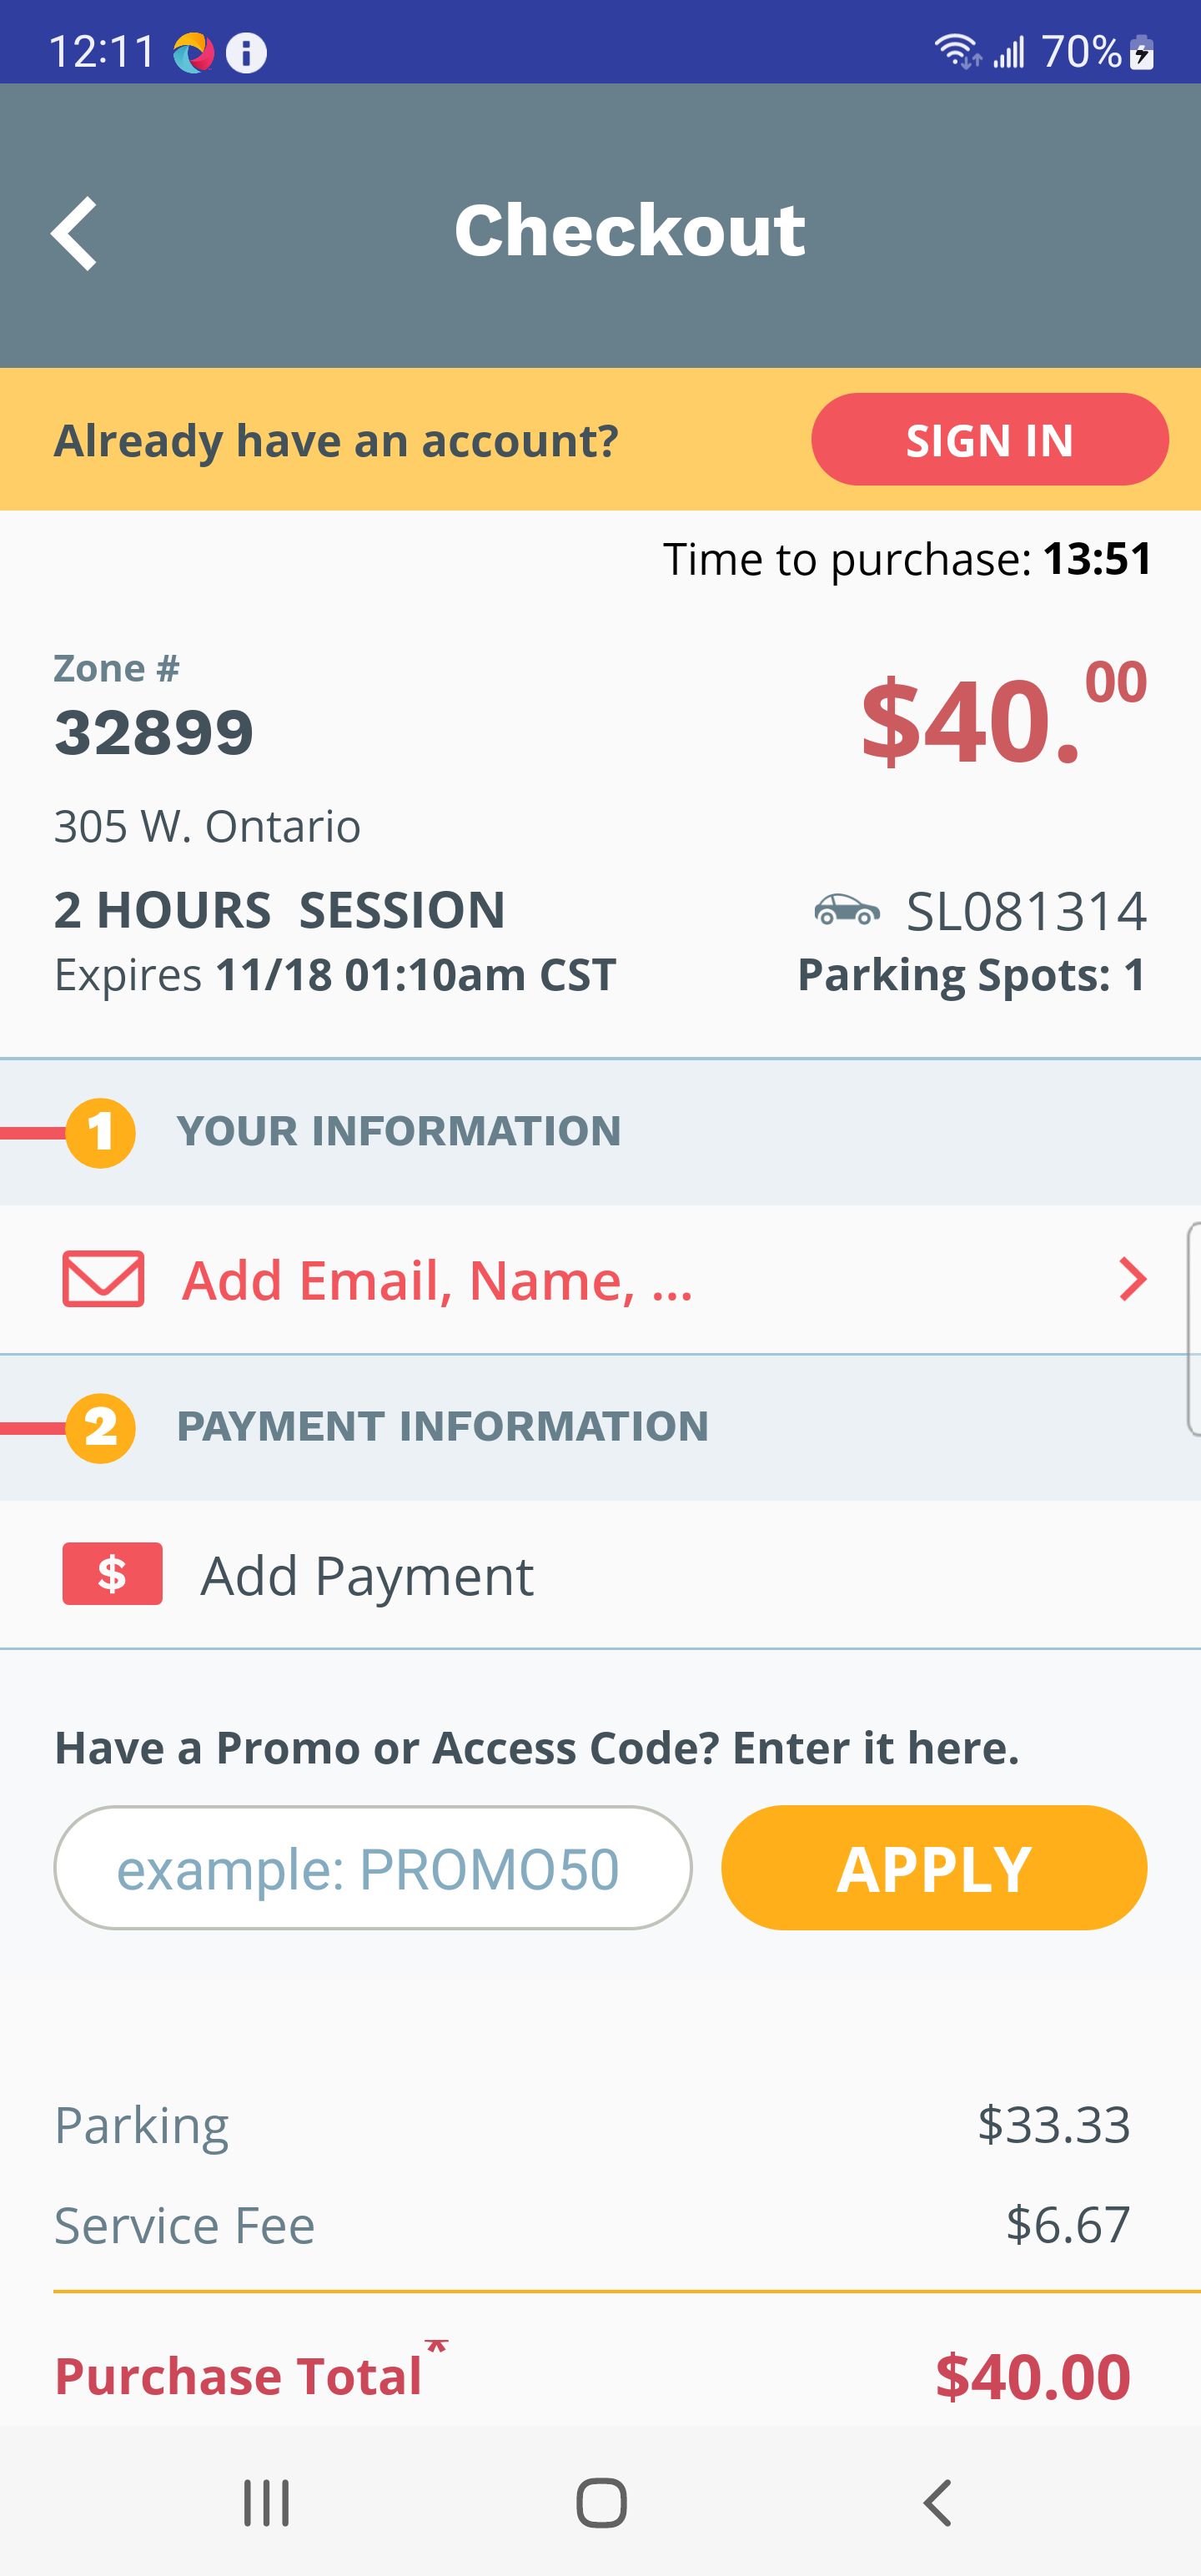 12:11 70%
Checkout
Already have an account? SIGN IN
Time to purchase: 13:51
Zone #
32899
$40.00
305 W. Ontario
2 HOURS SESSION SL081314
Expires 11/18 01:10am CST Parking Spots: 1
1 YOUR INFORMATION
Add Email, Name, ...
2 PAYMENT INFORMATION
$ Add Payment
Have a Promo or Access Code? Enter it here.
example: PROMO50 APPLY
Parking $33.33
Service Fee $6.67
Purchase Total* $40.00